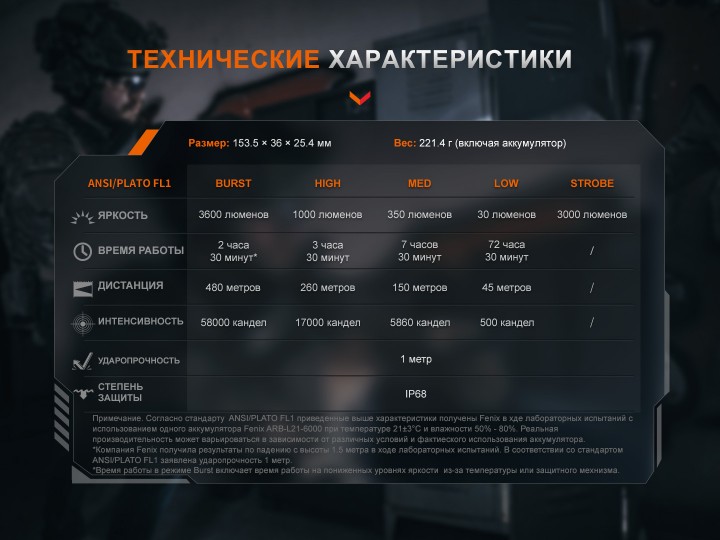 ТЕХНИЧЕСКИЕ ХАРАКТЕРИСТИКИ
Размер: 153.5 × 36 × 25.4 мм Вес: 221.4 г (включая аккумулятор)
ANSI/PLATO FL1 BURST HIGH MED LOW STROBE
ЯРКОСТЬ 3600 люменов 1000 люменов 350 люменов 30 люменов 3000 люменов
ВРЕМЯ РАБОТЫ 2 часа 30 минут* 3 часа 30 минут 7 часов 30 минут 72 часа 30 минут /
ДИСТАНЦИЯ 480 метров 260 метров 150 метров 45 метров /
ИНТЕНСИВНОСТЬ 58000 кандел 17000 кандел 5860 кандел 500 кандел /
УДАРОПРОЧНОСТЬ 1 метр
СТЕПЕНЬ ЗАЩИТЫ IP68
Примечание. Согласно стандарту ANSI/PLATO FL1 приведенные выше характеристики получены Fenix в хде лабораторных испытаний с
использованием одного аккумулятора Fenix ARB-L21-6000 при температуре 21±3°C и влажности 50% - 80%. Реальная
производительность может варьироваться в зависимости от различных условий и фактиеского использования аккумулятора.
*Компания Fenix получила результаты по падению с высоты 1.5 метра в ходе лабораторных испытаний. В соответствии со стандартом
ANSI/PLATO FL1 заявлена ударопрочность 1 метр.
*Время работы в режиме Burst включает время работы на пониженных уровнях яркости из-за температуры или защитного мехнизма.